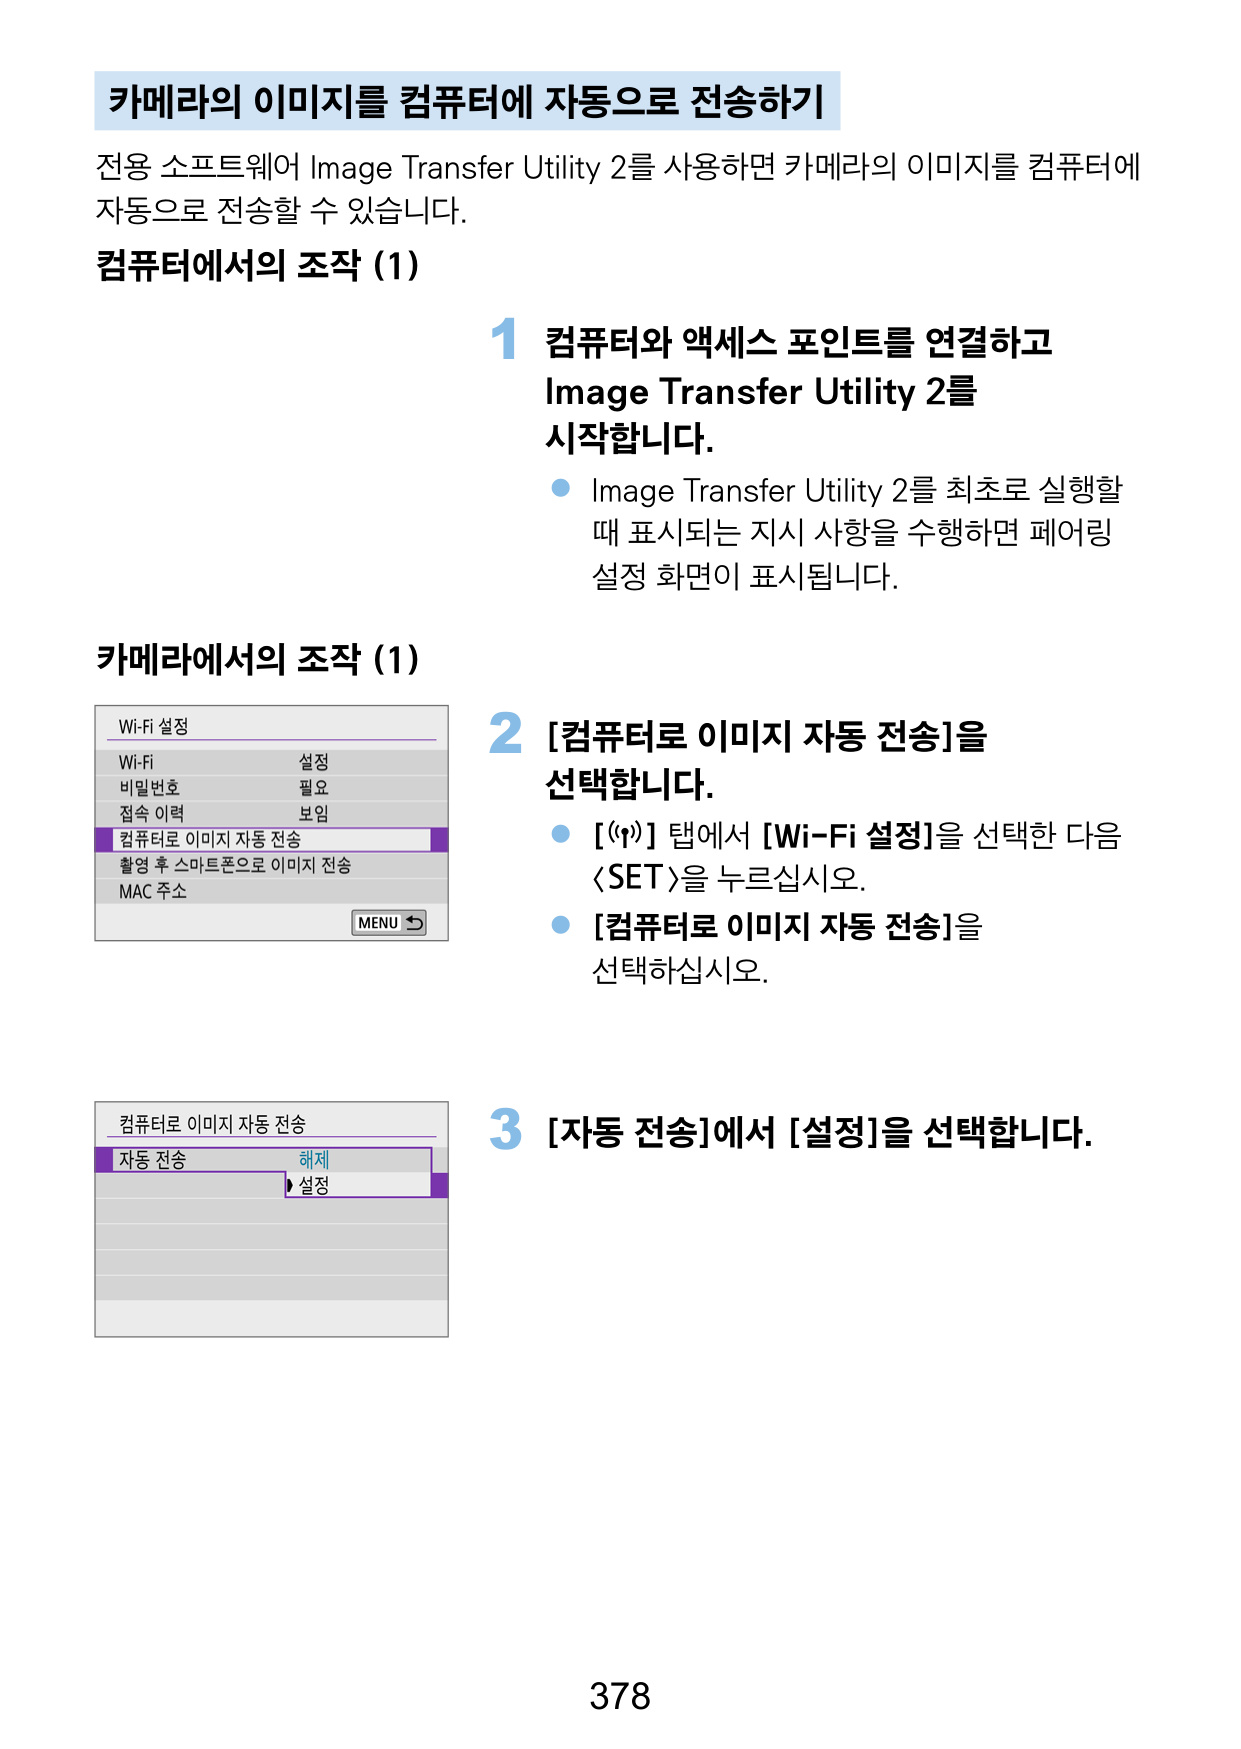 카메라의 이미지를 컴퓨터에 자동으로 전송하기
전용 소프트웨어 Image Transfer Utility 2를 사용하면 카메라의 이미지를 컴퓨터에
자동으로 전송할 수 있습니다.
컴퓨터에서의 조작 (1)
1 컴퓨터와 액세스 포인트를 연결하고
Image Transfer Utility 2를
시작합니다.
● Image Transfer Utility 2를 최초로 실행할
때 표시되는 지시 사항을 수행하면 페어링
설정 화면이 표시됩니다.
카메라에서의 조작 (1)
Wi-Fi 설정
Wi-Fi 설정
비밀번호 필요
접속 이력 보임
컴퓨터로 이미지 자동 전송
촬영 후 스마트폰으로 이미지 전송
MAC 주소
MENU
2 [컴퓨터로 이미지 자동 전송]을
선택합니다.
● [(ๅ)] 탭에서 [Wi-Fi 설정]을 선택한 다음
〈SET〉을 누르십시오.
● [컴퓨터로 이미지 자동 전송]을
선택하십시오.
컴퓨터로 이미지 자동 전송
자동 전송 해제
설정
3 [자동 전송]에서 [설정]을 선택합니다.
378